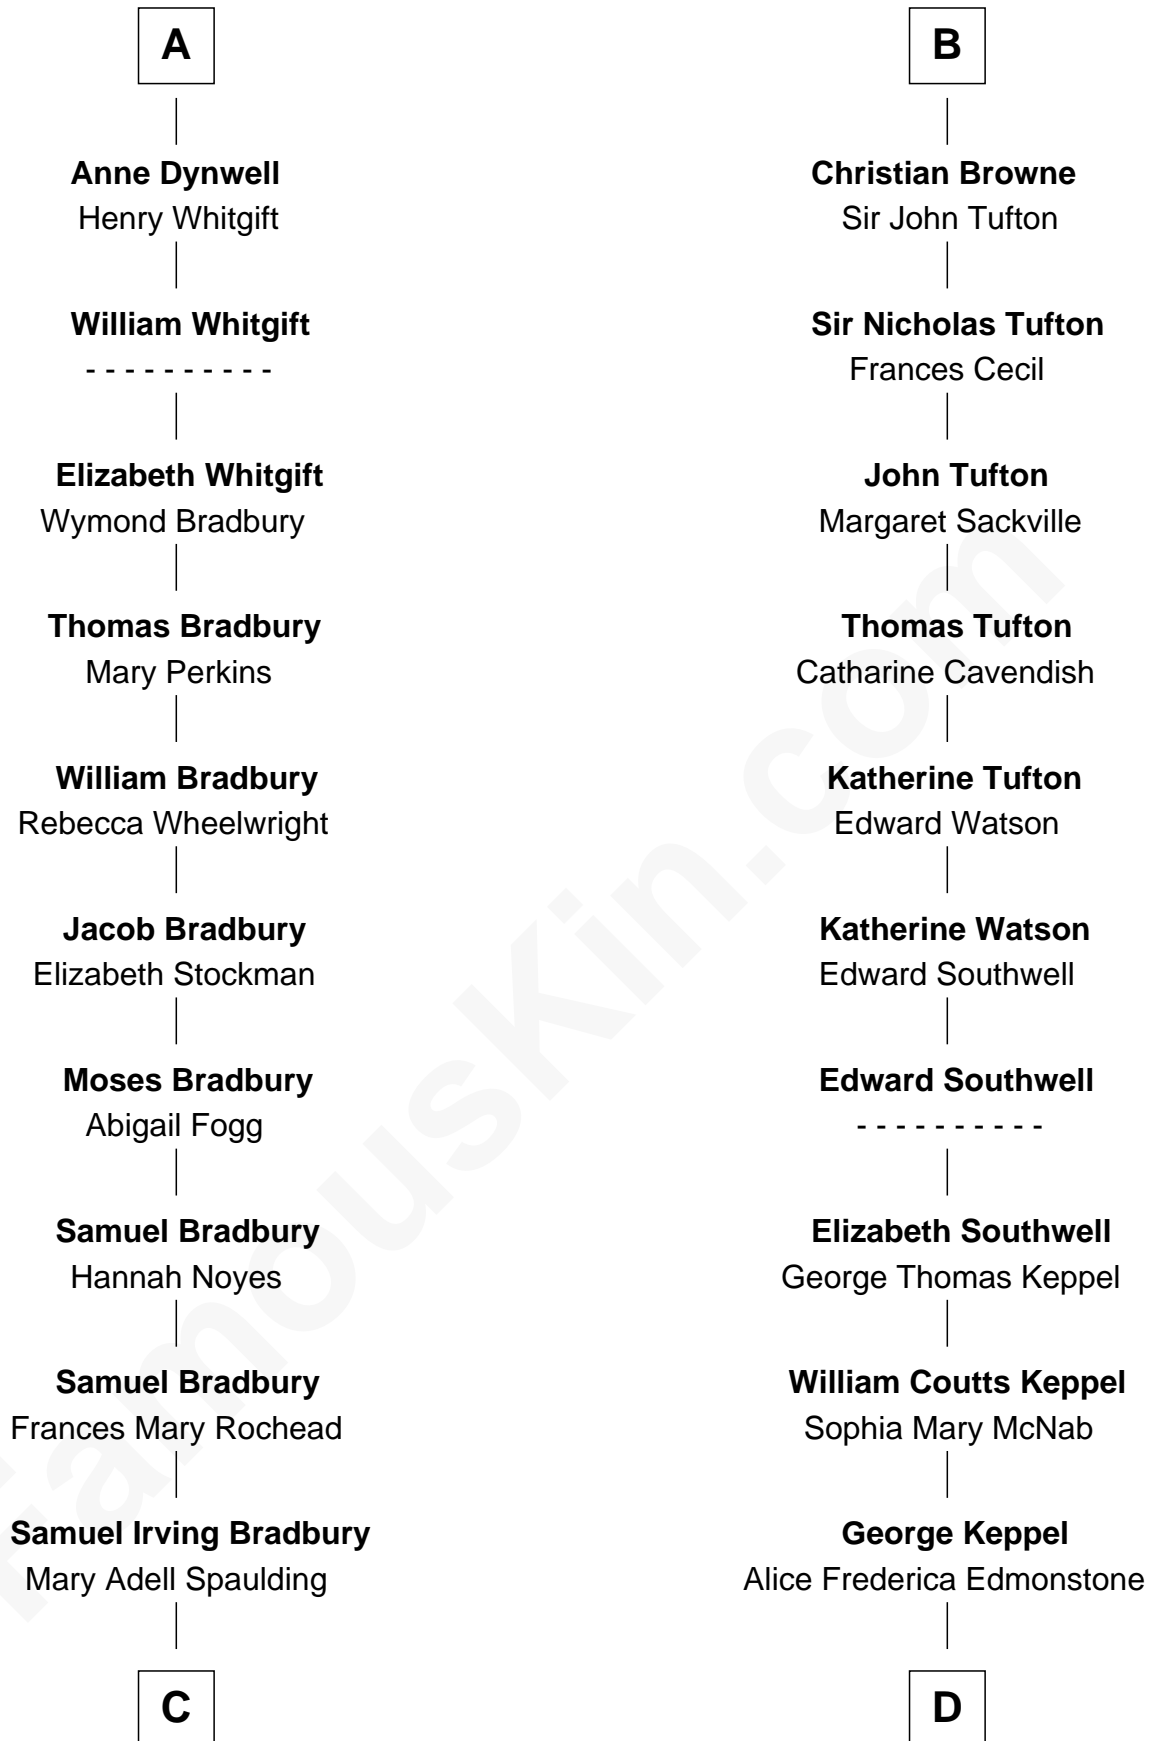 A
Anne Dynwell
Henry Whitgift
William Whitgift
- - - - - - - - - -
Elizabeth Whitgift
Wymond Bradbury
Thomas Bradbury
Mary Perkins
William Bradbury
Rebecca Wheelwright
Jacob Bradbury
Elizabeth Stockman
Moses Bradbury
Abigail Fogg
Samuel Bradbury
Hannah Noyes
Samuel Bradbury
Frances Mary Rochead
Samuel Irving Bradbury
Mary Adell Spaulding
C
B
Christian Browne
Sir John Tufton
Sir Nicholas Tufton
Frances Cecil
John Tufton
Margaret Sackville
Thomas Tufton
Catharine Cavendish
Katherine Tufton
Edward Watson
Katherine Watson
Edward Southwell
Edward Southwell
- - - - - - - - - -
Elizabeth Southwell
George Thomas Keppel
William Coutts Keppel
Sophia Mary McNab
George Keppel
Alice Frederica Edmonstone
D
FamousKin.com